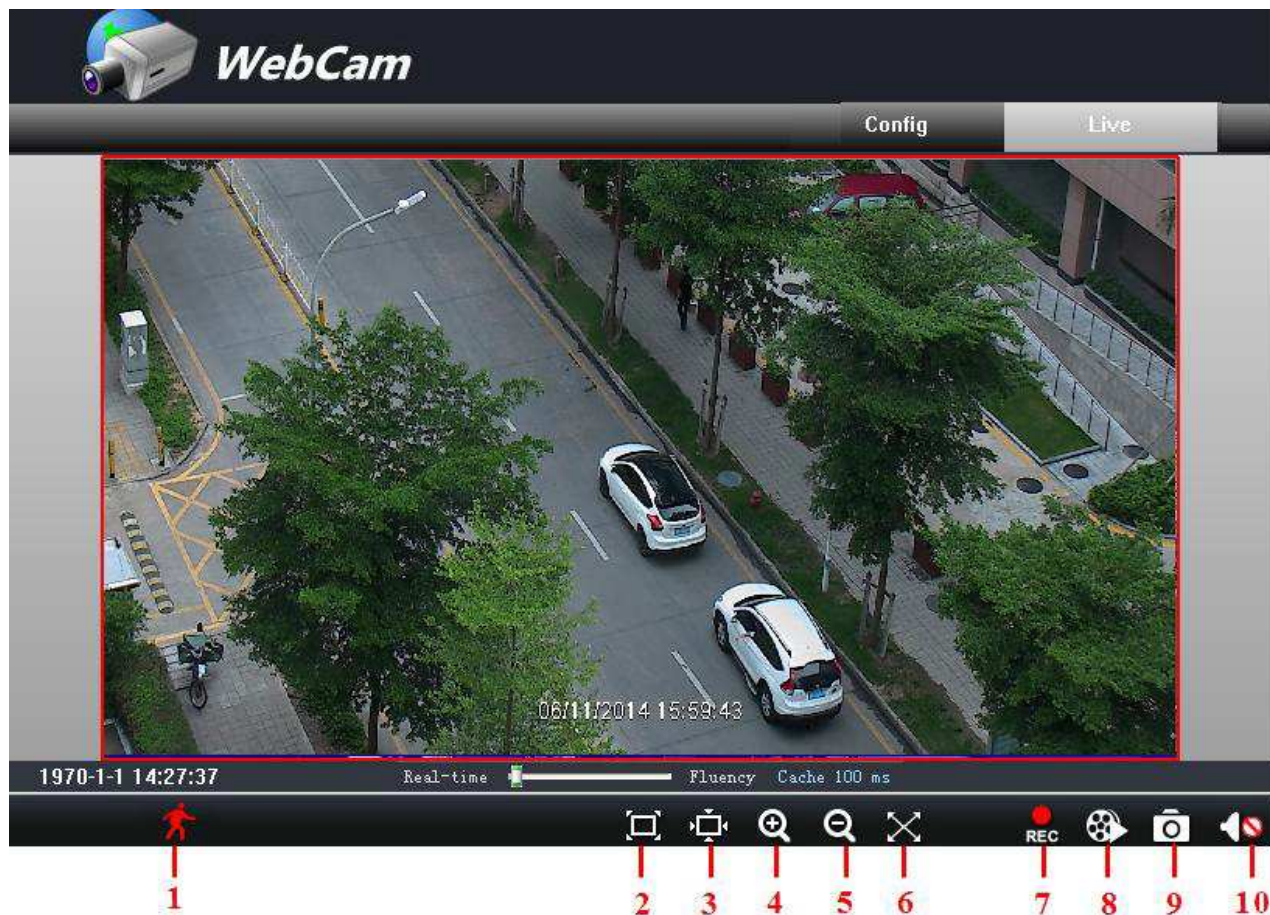 WebCam
Config Live
06/11/2014 15:59:43
1970-1-1 14:27:37 Real-time Fluency Cache 100 ms
REC
1 2 3 4 5 6 7 8 9 10